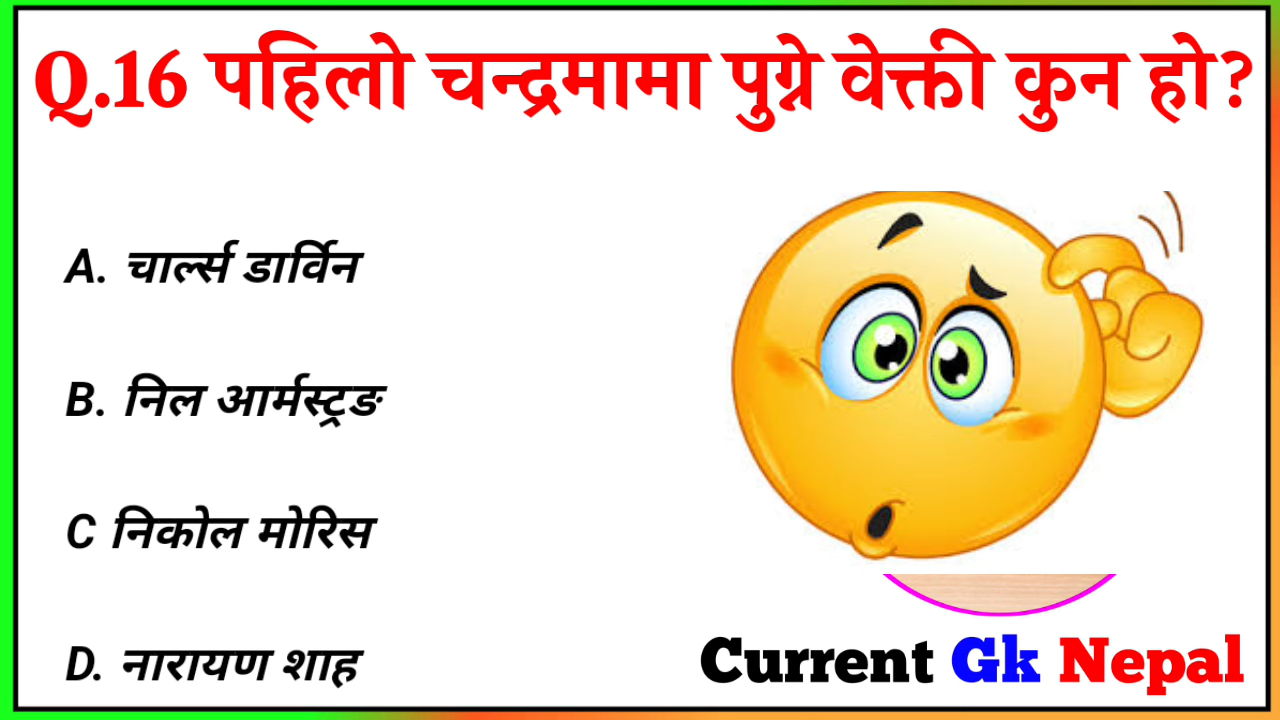 Q.16 पहिलो चन्द्रमामा पुग्ने वेक्ती कुन हो?
A. चार्ल्स डार्विन
B. निल आर्मस्ट्रङ
C निकोल मोरिस
D. नारायण शाह
Current Gk Nepal